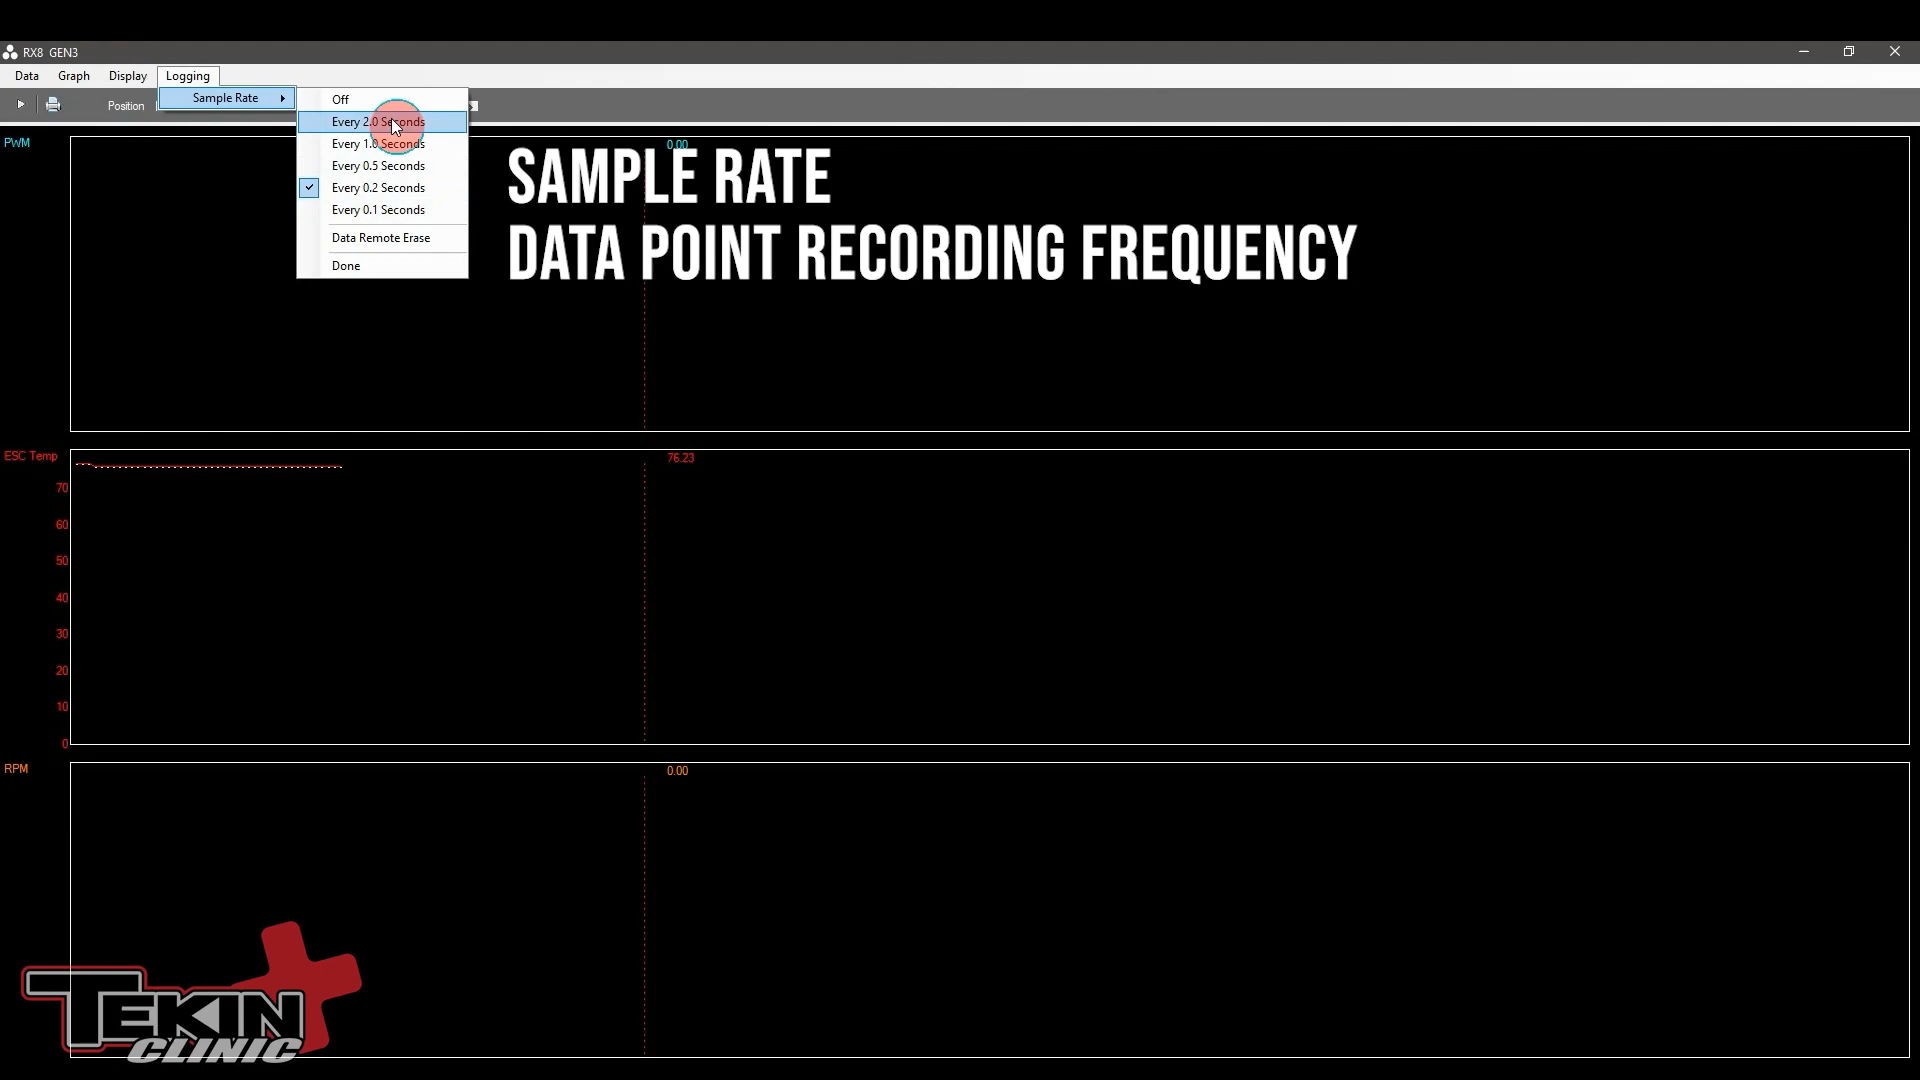 RX8 GEN3
Data Graph Display Logging
Position
Sample Rate
Off
Every 2.0 Seconds
Every 1.0 Seconds
Every 0.5 Seconds
Every 0.2 Seconds
Every 0.1 Seconds
Data Remote Erase
Done
PWM
0.00
SAMPLE RATE
DATA POINT RECORDING FREQUENCY
ESC Temp
76.23
70
60
50
40
30
20
10
0
RPM
0.00
TEKIN
CLINIC